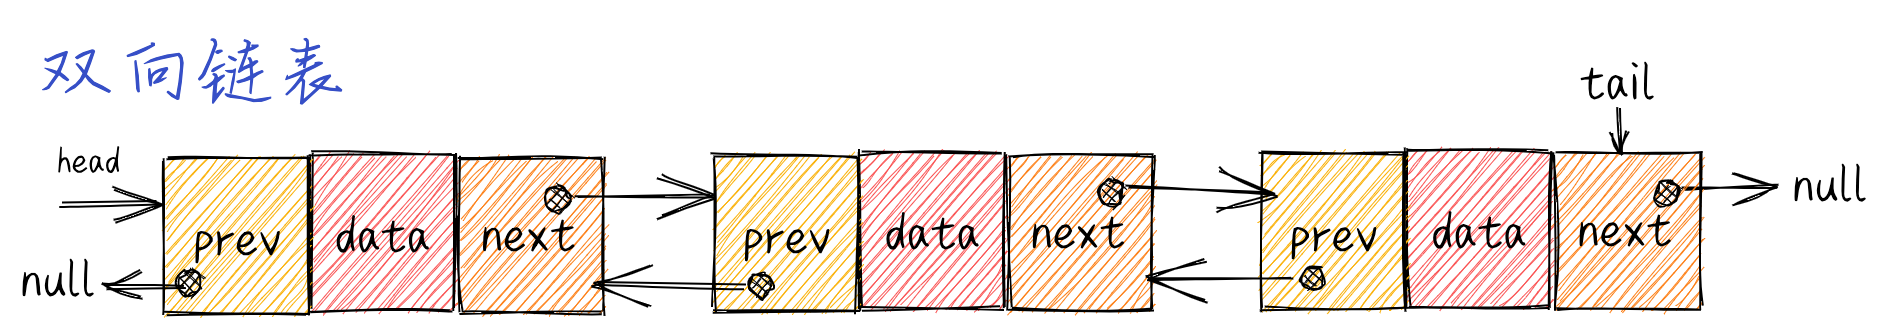 双向链表
tail
head
null
prev data next prev data next prev data next
null